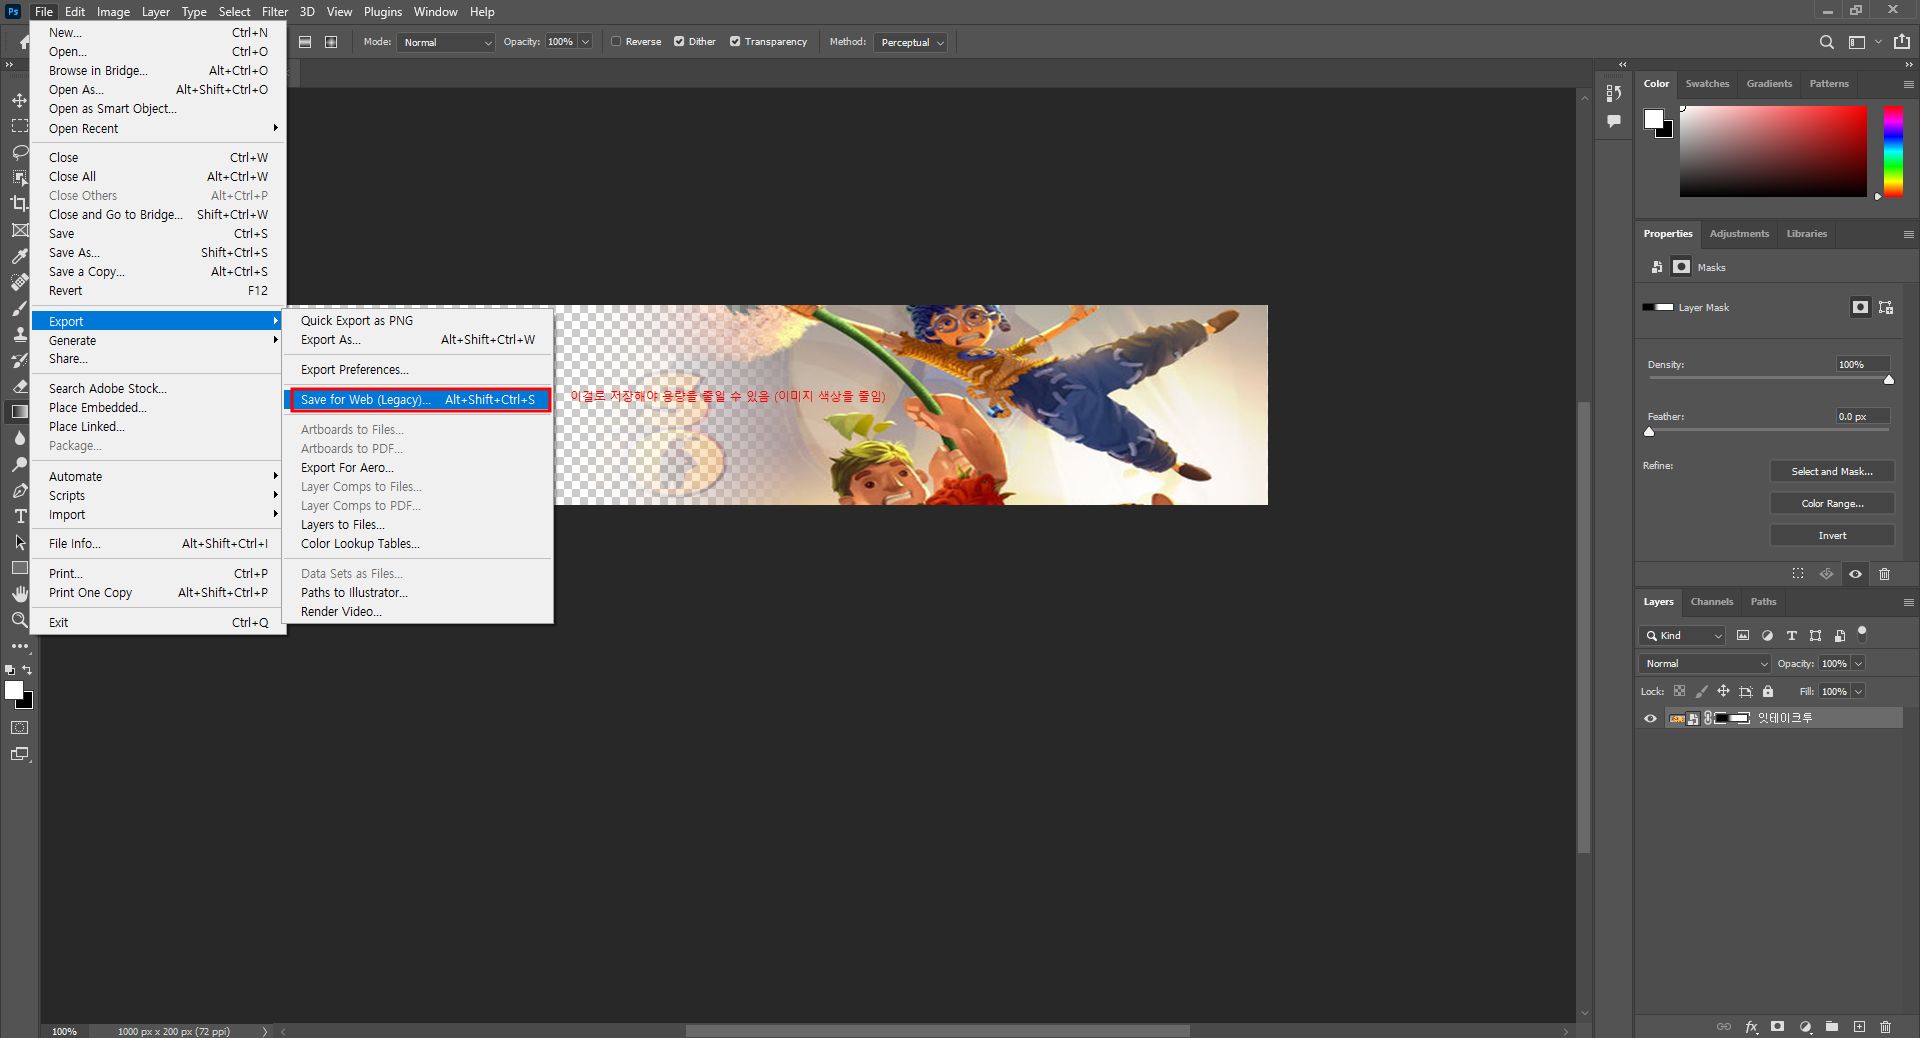 Ps File Edit Image Layer Type Select Filter 3D View Plugins Window Help
Mode: Normal Opacity: 100% Reverse Dither Transparency Method: Perceptual
New... Ctrl+N
Open... Ctrl+O
Browse in Bridge... Alt+Ctrl+O
Open As... Alt+Shift+Ctrl+O
Open as Smart Object...
Open Recent
Close Ctrl+W
Close All Alt+Ctrl+W
Close Others Alt+Ctrl+P
Close and Go to Bridge... Shift+Ctrl+W
Save Ctrl+S
Save As... Shift+Ctrl+S
Save a Copy... Alt+Ctrl+S
Revert F12
Export
Generate
Share...
Search Adobe Stock...
Place Embedded...
Place Linked...
Package...
Automate
Scripts
Import
File Info... Alt+Shift+Ctrl+I
Print... Ctrl+P
Print One Copy Alt+Shift+Ctrl+P
Exit Ctrl+Q
Quick Export as PNG
Export As... Alt+Shift+Ctrl+W
Export Preferences...
Save for Web (Legacy)... Alt+Shift+Ctrl+S
Artboards to Files...
Artboards to PDF...
Export For Aero...
Layer Comps to Files...
Layer Comps to PDF...
Layers to Files...
Color Lookup Tables...
Data Sets as Files...
Paths to Illustrator...
Render Video...
이걸로 저장해야 용량을 줄일 수 있음 (이미지 색상을 줄임)
Color Swatches Gradients Patterns
Properties Adjustments Libraries
Masks
Layer Mask
Density: 100%
Feather: 0.0 px
Refine: Select and Mask...
Color Range...
Invert
Layers Channels Paths
Kind
Normal Opacity: 100%
Lock: Fill: 100%
잇테이크투
fx
100% 1000 px x 200 px (72 ppi)